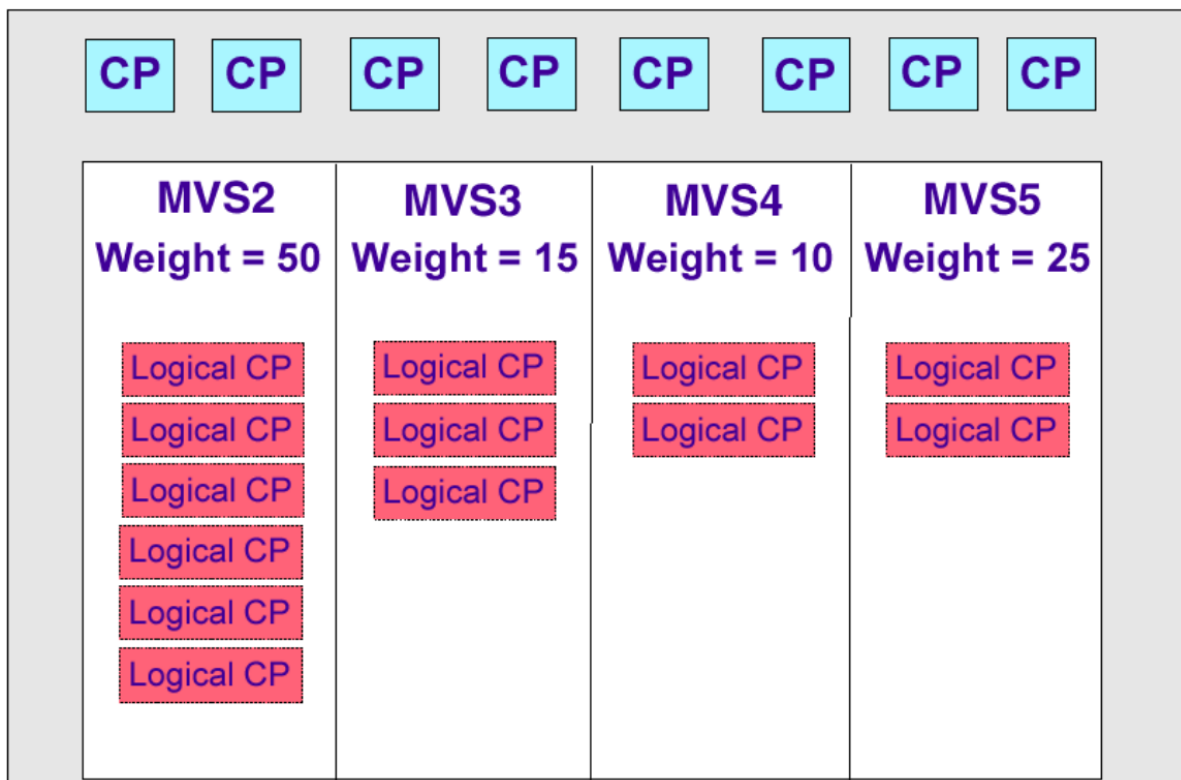 CP CP CP CP CP CP CP CP
MVS2 MVS3 MVS4 MVS5
Weight = 50 Weight = 15 Weight = 10 Weight = 25
Logical CP Logical CP Logical CP Logical CP
Logical CP Logical CP Logical CP Logical CP
Logical CP Logical CP
Logical CP
Logical CP
Logical CP